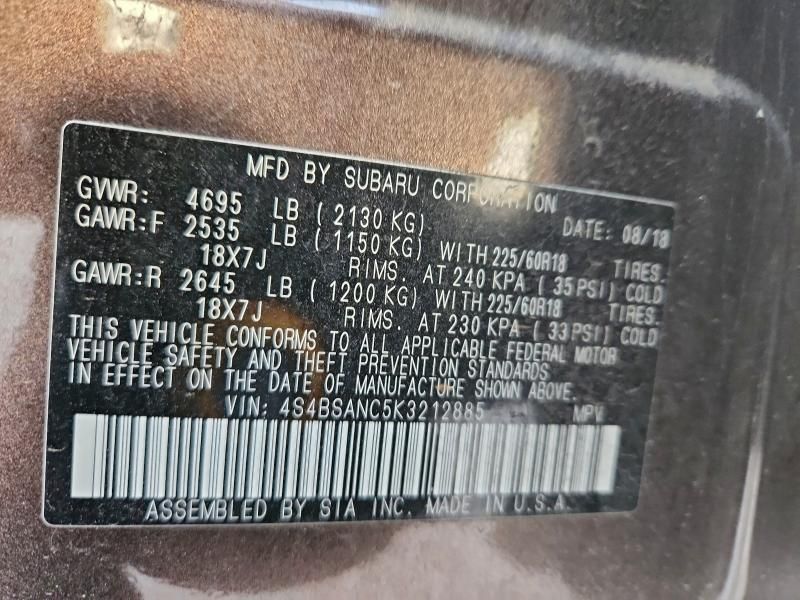 MFD BY SUBARU CORPORATION
GVWR: 4695 LB ( 2130 KG) DATE: 08/18
GAWR:F 2535 LB ( 1150 KG) WITH 225/60R18 TIRES
18X7J RIMS. AT 240 KPA ( 35 PSI) COLD
GAWR:R 2645 LB ( 1200 KG) WITH 225/60R18 TIRES.
18X7J RIMS. AT 230 KPA ( 33 PSI) COLD
THIS VEHICLE CONFORMS TO ALL APPLICABLE FEDERAL MOTOR
VEHICLE SAFETY AND THEFT PREVENTION STANDARDS
IN EFFECT ON THE DATE OF MANUFACTURE SHOWN ABOVE.
VIN: 4S4BSANC5K3212885 MPV
ASSEMBLED BY SIA INC. MADE IN U.S.A.